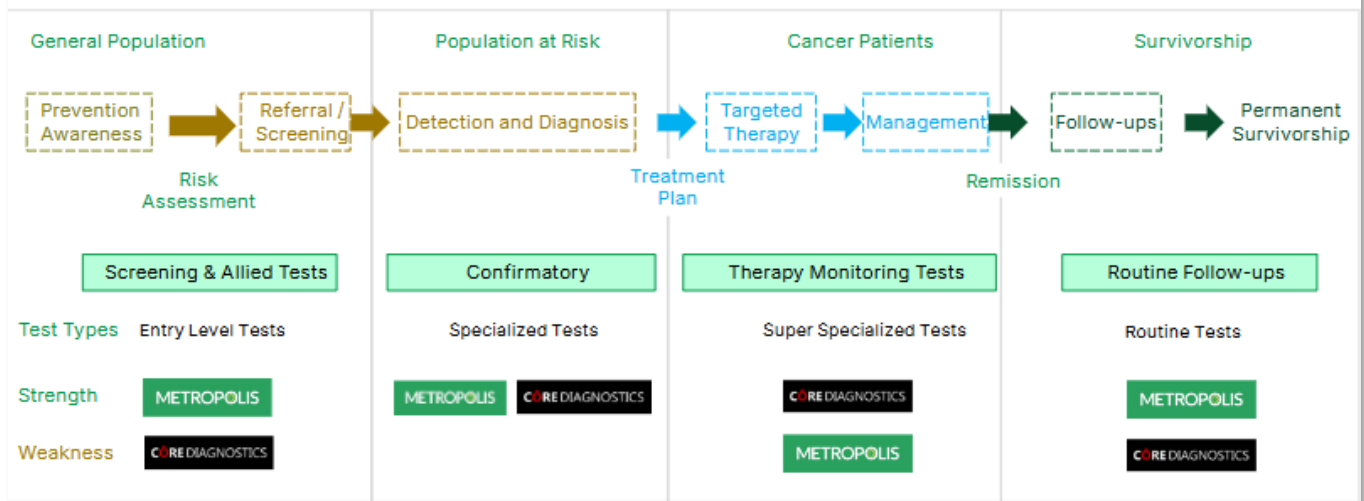 General Population
Population at Risk
Cancer Patients
Survivorship
Prevention
Awareness
Referral /
Screening
Detection and Diagnosis
Targeted
Therapy
Management
Follow-ups
Permanent
Survivorship
Risk
Assessment
Treatment
Plan
Remission
Screening & Allied Tests
Confirmatory
Therapy Monitoring Tests
Routine Follow-ups
Test Types
Entry Level Tests
Specialized Tests
Super Specialized Tests
Routine Tests
Strength
METROPOLIS
METROPOLIS
CORE DIAGNOSTICS
CORE DIAGNOSTICS
METROPOLIS
Weakness
CORE DIAGNOSTICS
METROPOLIS
CORE DIAGNOSTICS